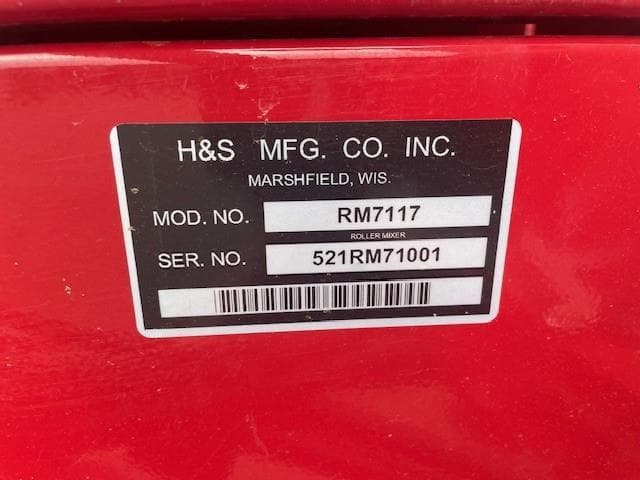 H&S MFG. CO. INC.
MARSHFIELD, WIS.
MOD. NO. RM7117
ROLLER MIXER
SER. NO. 521RM71001